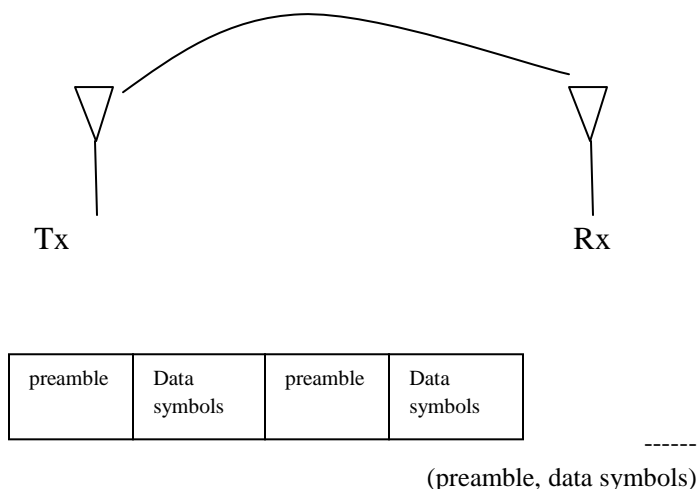 Tx
Rx
preamble
Data
symbols
preamble
Data
symbols
------
(preamble, data symbols)